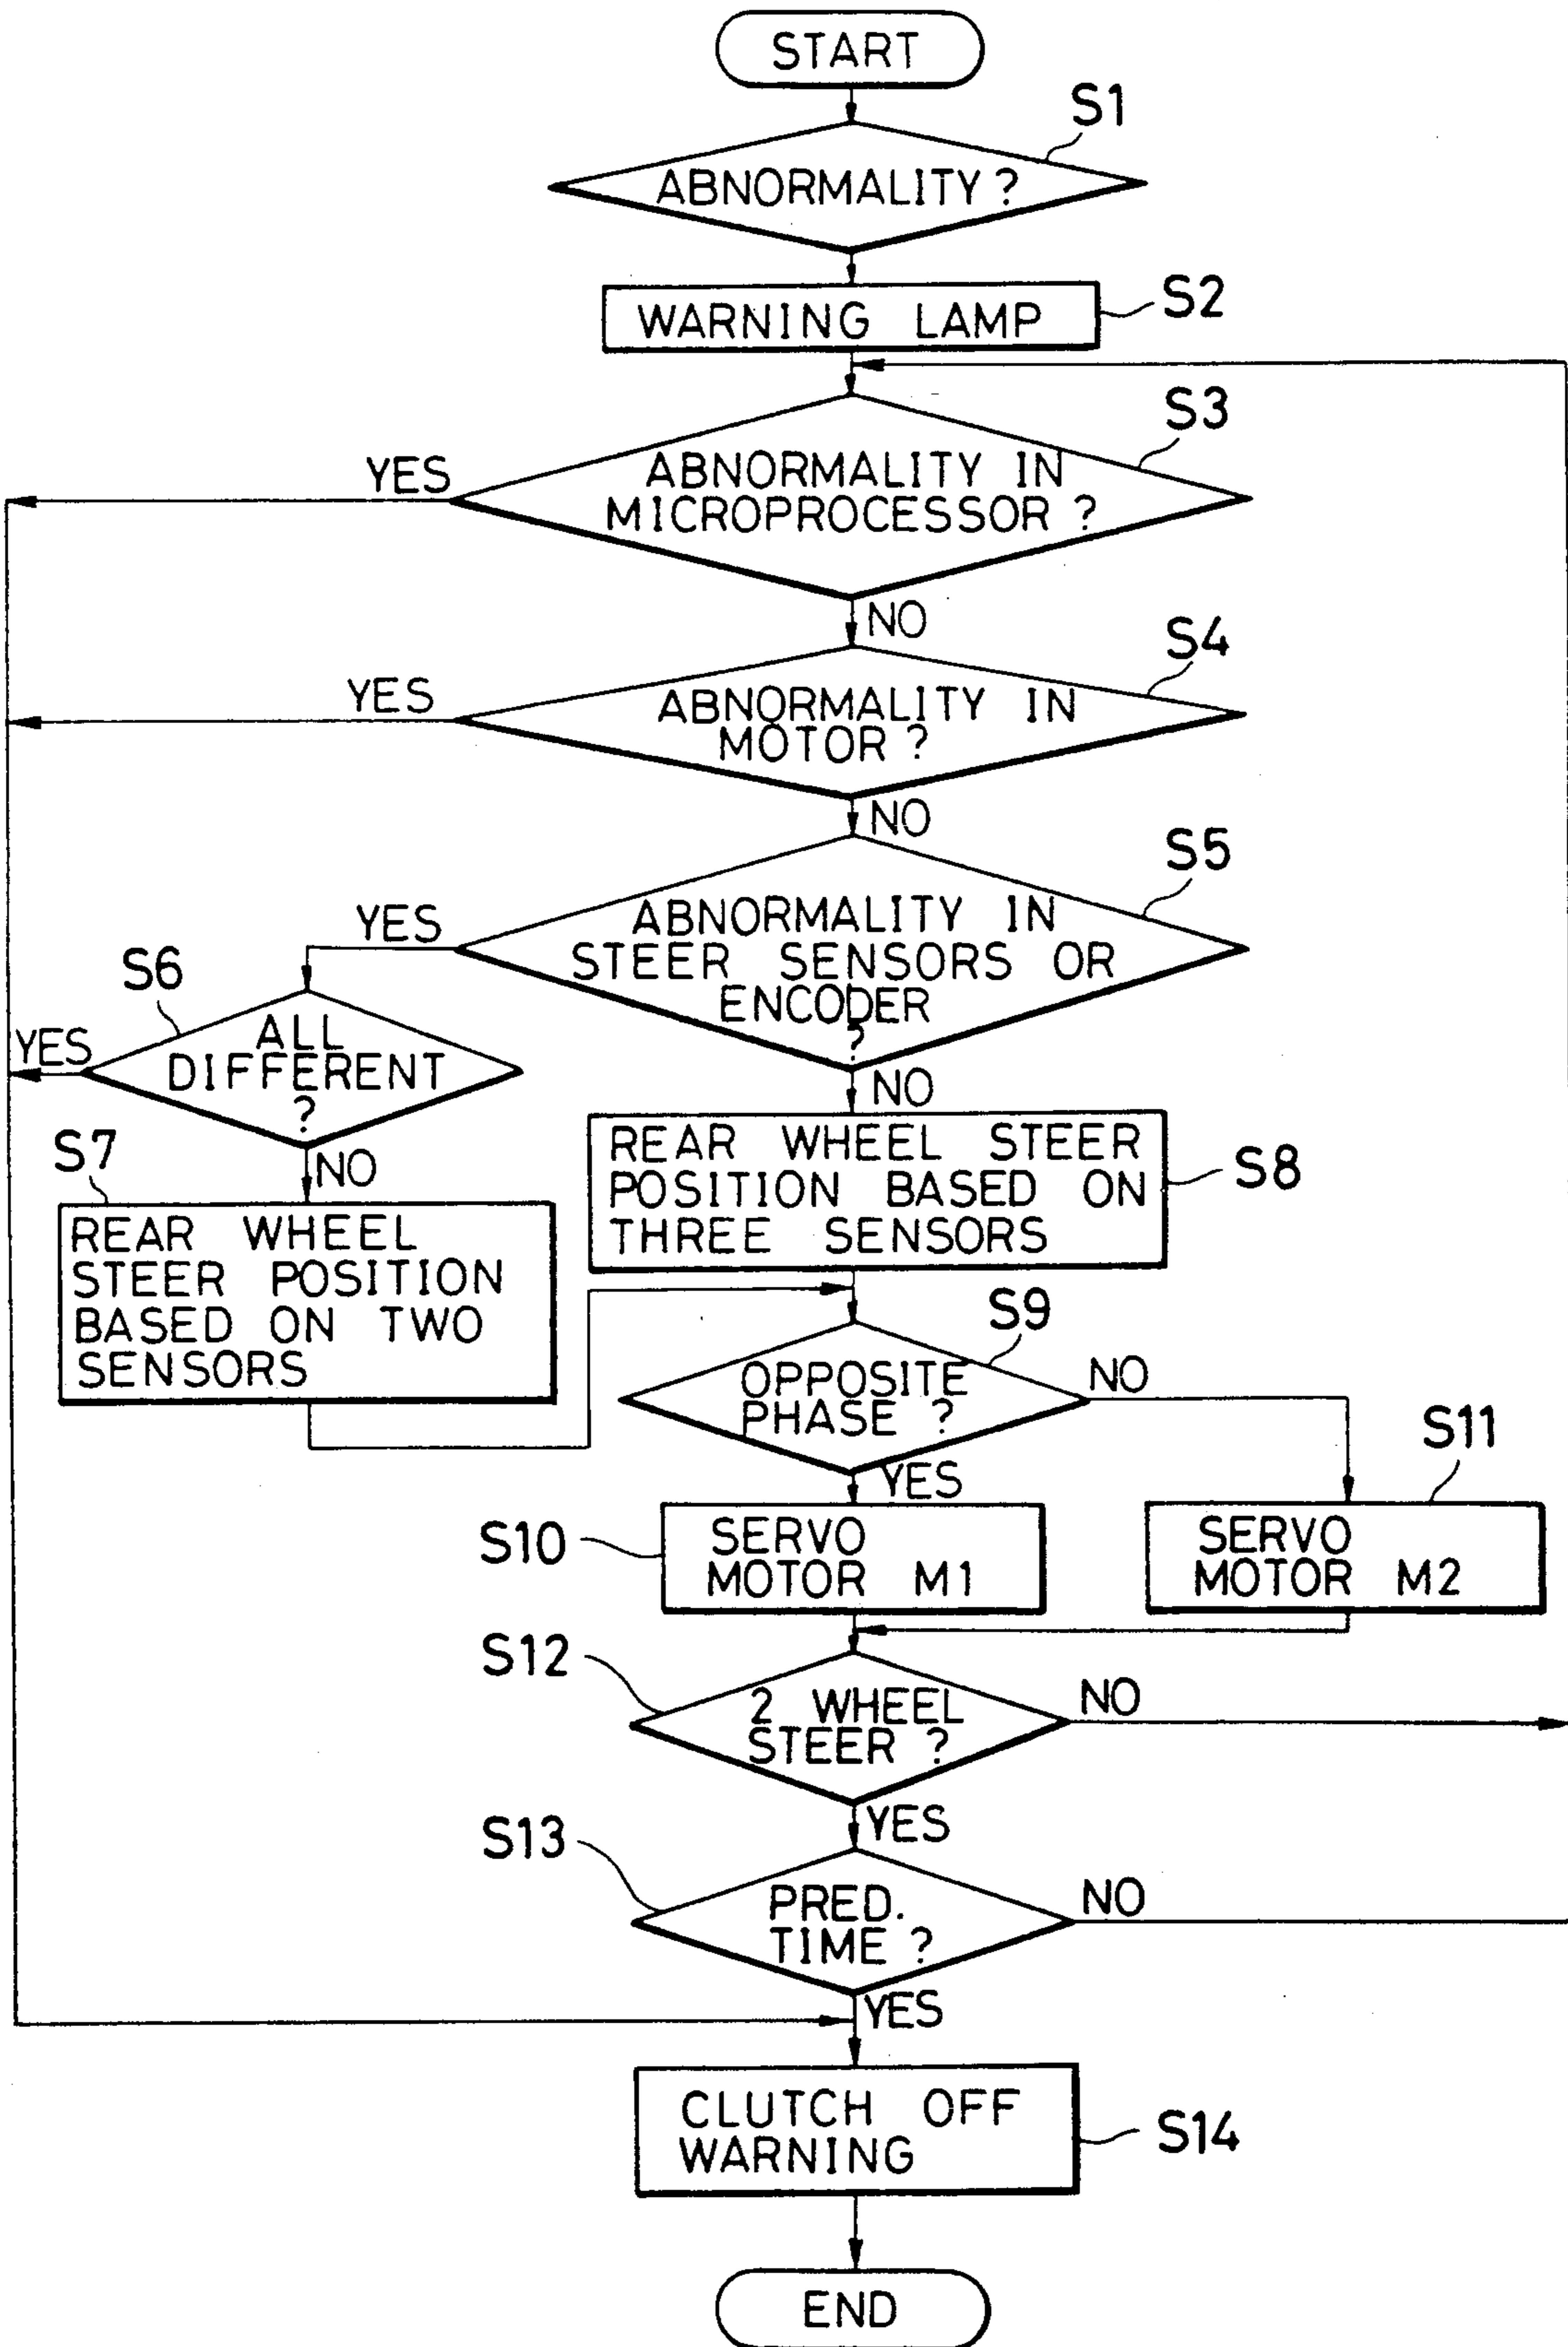 START
S1
ABNORMALITY ?
S2
WARNING LAMP
S3
YES
ABNORMALITY IN
MICROPROCESSOR ?
NO
S4
YES
ABNORMALITY IN
MOTOR ?
NO
S5
YES
ABNORMALITY IN
STEER SENSORS OR
ENCODER
?
S6
YES
ALL
DIFFERENT
?
NO
S7
NO
REAR WHEEL STEER
POSITION BASED ON
THREE SENSORS
S8
REAR WHEEL
STEER POSITION
BASED ON TWO
SENSORS
S9
OPPOSITE
PHASE ?
NO
YES
S11
S10
SERVO
MOTOR M1
SERVO
MOTOR M2
S12
2 WHEEL
STEER ?
NO
YES
S13
PRED.
TIME ?
NO
YES
CLUTCH OFF
WARNING
S14
END